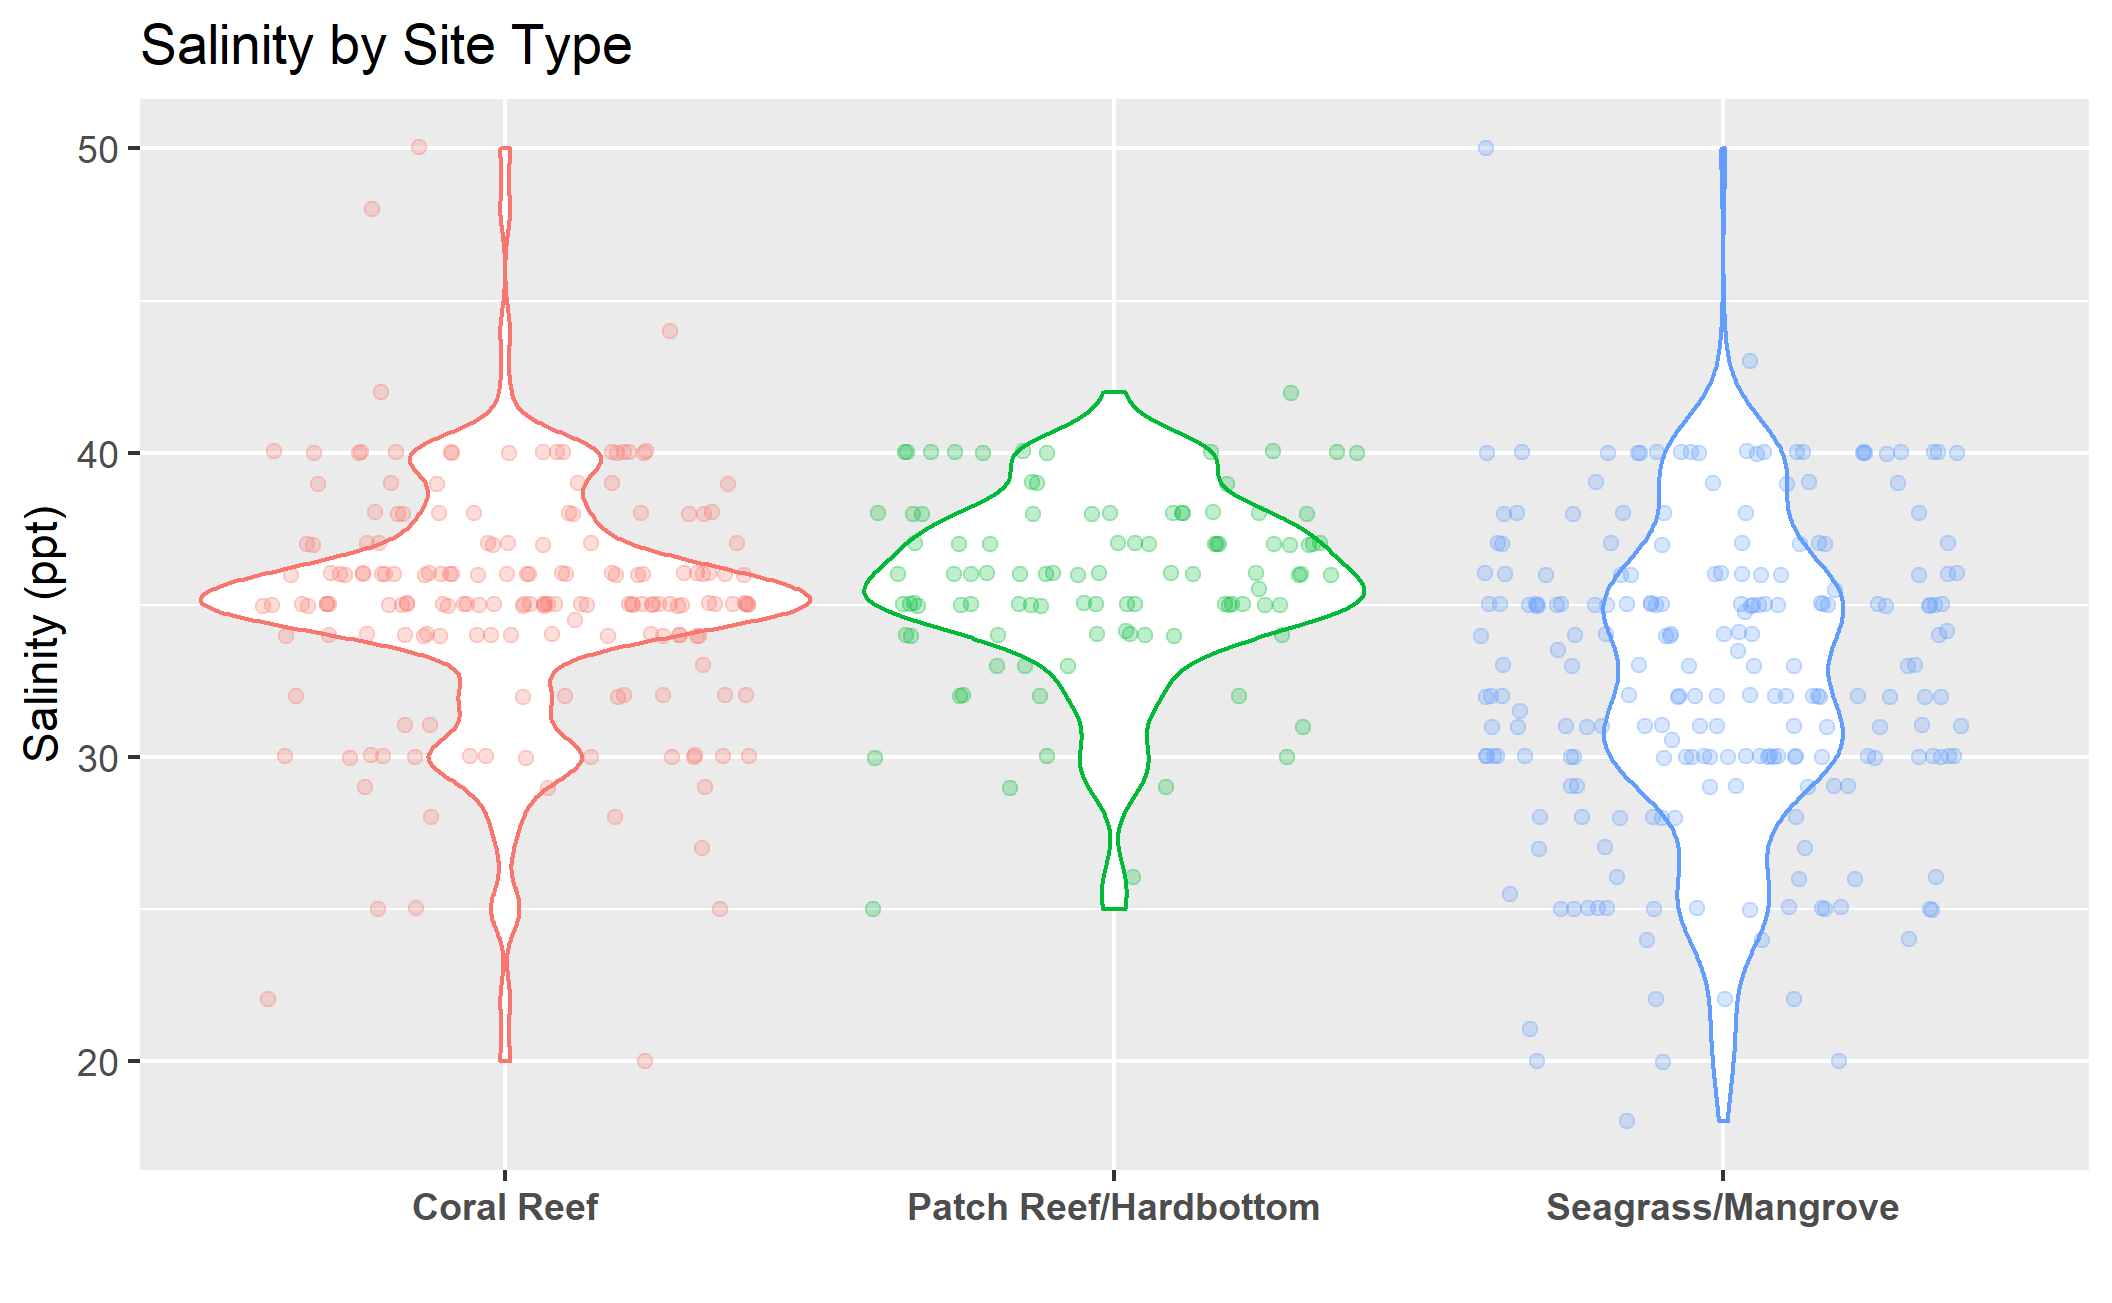 Salinity by Site Type
Salinity (ppt)
50
40
30
20
Coral Reef
Patch Reef/Hardbottom
Seagrass/Mangrove